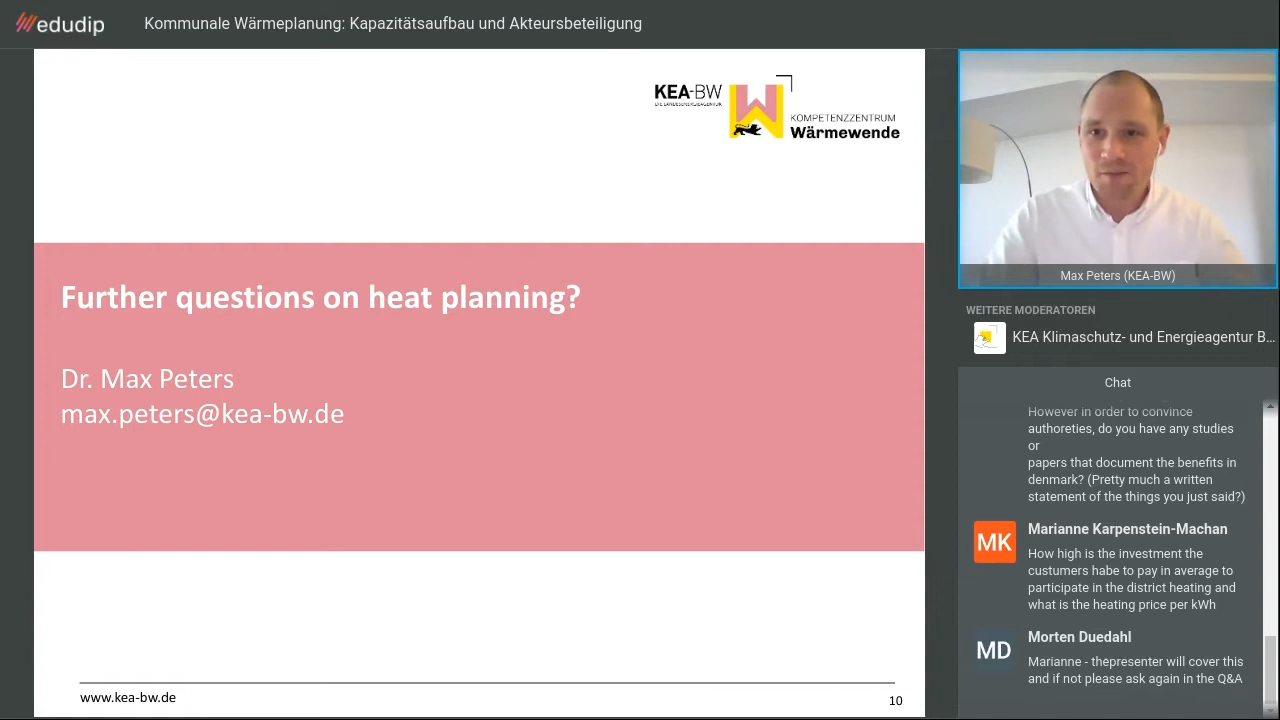 edudip
Kommunale Wärmeplanung: Kapazitätsaufbau und Akteursbeteiligung
KEA-BW
DIE LANDESENERGIEAGENTUR
KOMPETENZZENTRUM
Wärmewende
Further questions on heat planning?
Dr. Max Peters
max.peters@kea-bw.de
www.kea-bw.de
10
Max Peters (KEA-BW)
WEITERE MODERATOREN
KEA Klimaschutz- und Energieagentur B...
Chat
However in order to convince
authoreties, do you have any studies
or
papers that document the benefits in
denmark? (Pretty much a written
statement of the things you just said?)
MK
Marianne Karpenstein-Machan
How high is the investment the
custumers habe to pay in average to
participate in the district heating and
what is the heating price per kWh
MD
Morten Duedahl
Marianne - thepresenter will cover this
and if not please ask again in the Q&A